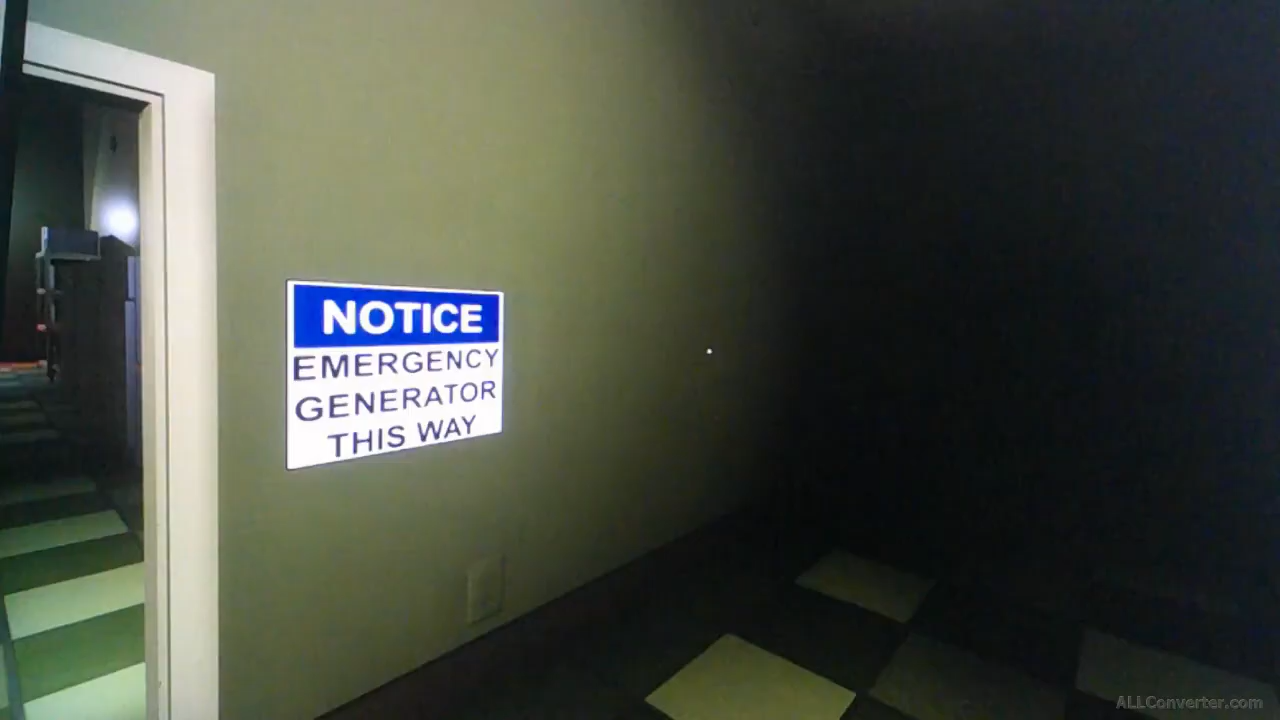 NOTICE
EMERGENCY
GENERATOR
THIS WAY
ALLConverter.com